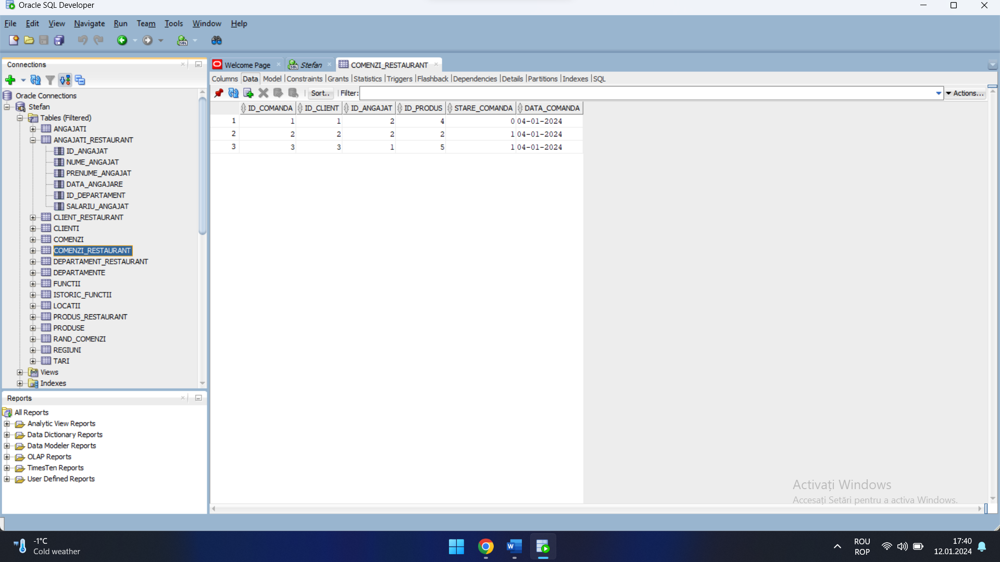 Oracle SQL Developer
File Edit View Navigate Run Team Tools Window Help
Connections
Oracle Connections
Stefan
Tables (Filtered)
ANGAJATI
ANGAJATI_RESTAURANT
ID_ANGAJAT
NUME_ANGAJAT
PRENUME_ANGAJAT
DATA_ANGAJARE
ID_DEPARTAMENT
SALARIU_ANGAJAT
CLIENT_RESTAURANT
CLIENTI
COMENZI
COMENZI_RESTAURANT
DEPARTAMENT_RESTAURANT
DEPARTAMENTE
FUNCTII
ISTORIC_FUNCTII
LOCATII
PRODUS_RESTAURANT
PRODUSE
RAND_COMENZI
REGIUNI
TARI
Views
Indexes
Reports
All Reports
Analytic View Reports
Data Dictionary Reports
Data Modeler Reports
OLAP Reports
TimesTen Reports
User Defined Reports
Welcome Page Stefan COMENZI_RESTAURANT
Columns Data Model Constraints Grants Statistics Triggers Flashback Dependencies Details Partitions Indexes SQL
Sort.. Filter: Actions...
ID_COMANDA ID_CLIENT ID_ANGAJAT ID_PRODUS STARE_COMANDA DATA_COMANDA
1 1 1 2 4 0 04-01-2024
2 2 2 2 2 1 04-01-2024
3 3 3 1 5 1 04-01-2024
Activați Windows
Accesați Setări pentru a activa Windows.
-1°C
Cold weather
ROU
ROP
17:40
12.01.2024